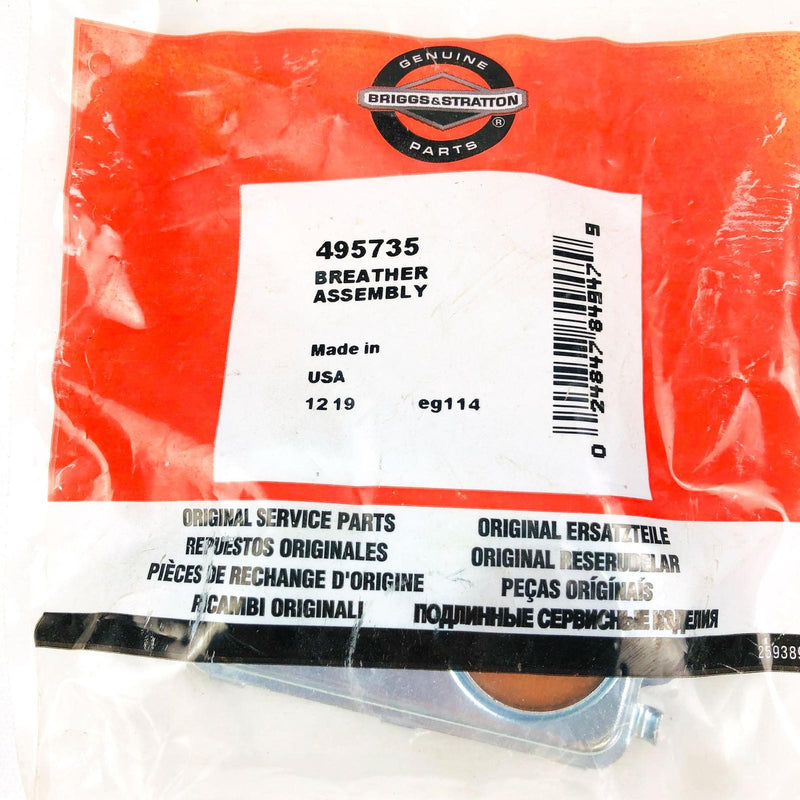 GENUINE
BRIGGS&STRATTON
®
PARTS
495735
BREATHER
ASSEMBLY
Made in
USA
12 19 eg114
0 24847 84947 9
ORIGINAL SERVICE PARTS
REPUESTOS ORIGINALES
PIÈCES DE RECHANGE D'ORIGINE
RICAMBI ORIGINALI
ORIGINAL ERSATZTEILE
ORIGINAL RESERUDELAR
PEÇAS ORÍGÍNAÍS
ПОДЛИННЫЕ СЕРВИСНЫЕ ИЗДЕЛИЯ